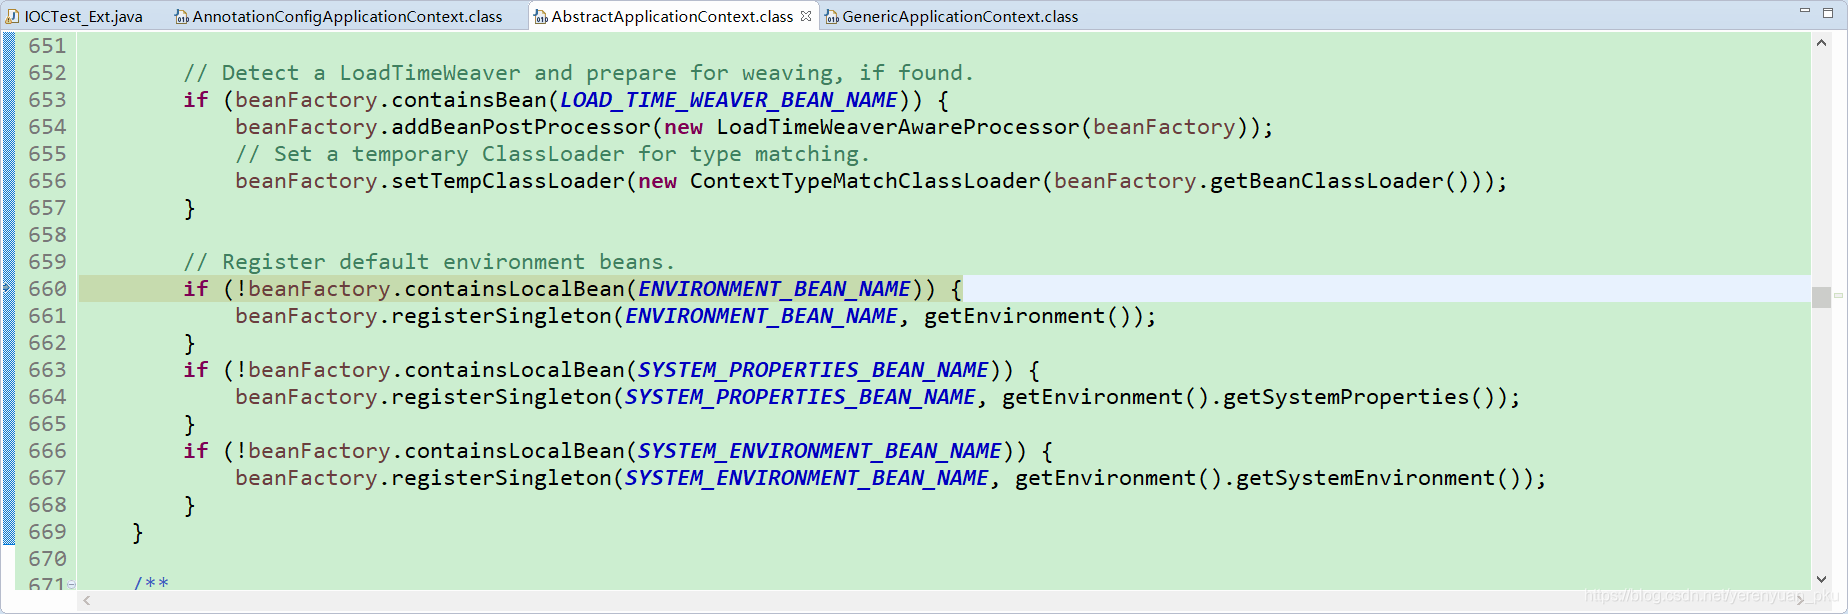 IOCTest_Ext.java AnnotationConfigApplicationContext.class AbstractApplicationContext.class GenericApplicationContext.class
651
652 // Detect a LoadTimeWeaver and prepare for weaving, if found.
653 if (beanFactory.containsBean(LOAD_TIME_WEAVER_BEAN_NAME)) {
654 beanFactory.addBeanPostProcessor(new LoadTimeWeaverAwareProcessor(beanFactory));
655 // Set a temporary ClassLoader for type matching.
656 beanFactory.setTempClassLoader(new ContextTypeMatchClassLoader(beanFactory.getBeanClassLoader()));
657 }
658
659 // Register default environment beans.
660 if (!beanFactory.containsLocalBean(ENVIRONMENT_BEAN_NAME)) {
661 beanFactory.registerSingleton(ENVIRONMENT_BEAN_NAME, getEnvironment());
662 }
663 if (!beanFactory.containsLocalBean(SYSTEM_PROPERTIES_BEAN_NAME)) {
664 beanFactory.registerSingleton(SYSTEM_PROPERTIES_BEAN_NAME, getEnvironment().getSystemProperties());
665 }
666 if (!beanFactory.containsLocalBean(SYSTEM_ENVIRONMENT_BEAN_NAME)) {
667 beanFactory.registerSingleton(SYSTEM_ENVIRONMENT_BEAN_NAME, getEnvironment().getSystemEnvironment());
668 }
669 }
670
671 /**
https://blog.csdn.net/yerenyuan_pku